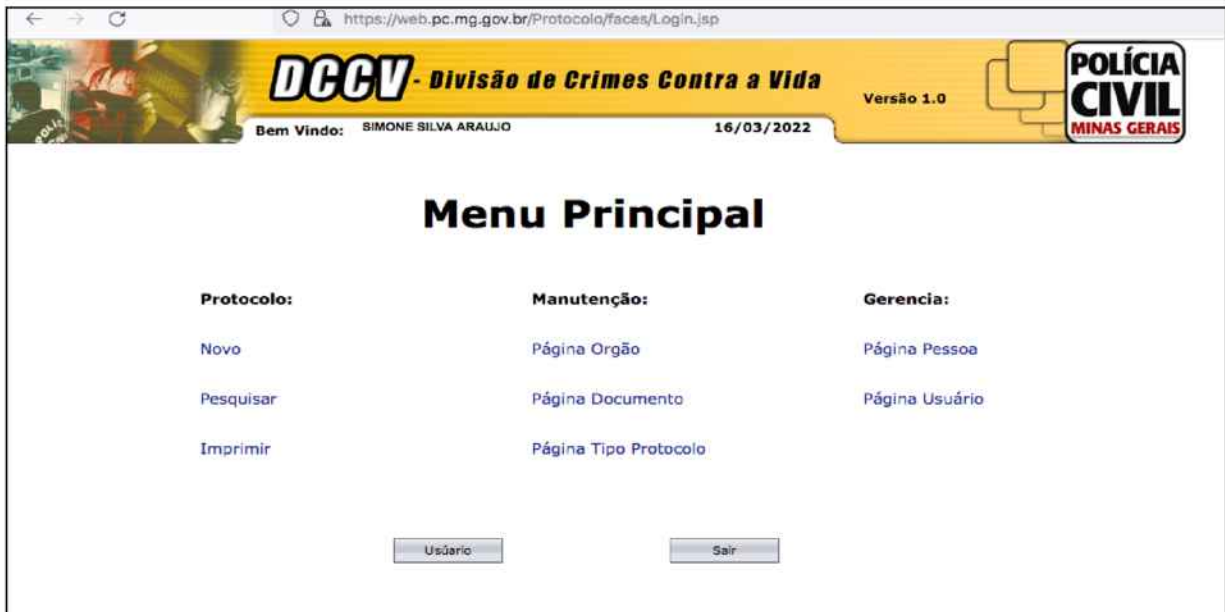 https://web.pc.mg.gov.br/Protocolo/faces/Login.jsp
DCCV - Divisão de Crimes Contra a Vida
Versão 1.0
POLÍCIA
CIVIL
MINAS GERAIS
Bem Vindo: SIMONE SILVA ARAUJO 16/03/2022
Menu Principal
Protocolo: Manutenção: Gerencia:
Novo Página Orgão Página Pessoa
Pesquisar Página Documento Página Usuário
Imprimir Página Tipo Protocolo
Usúario Sair